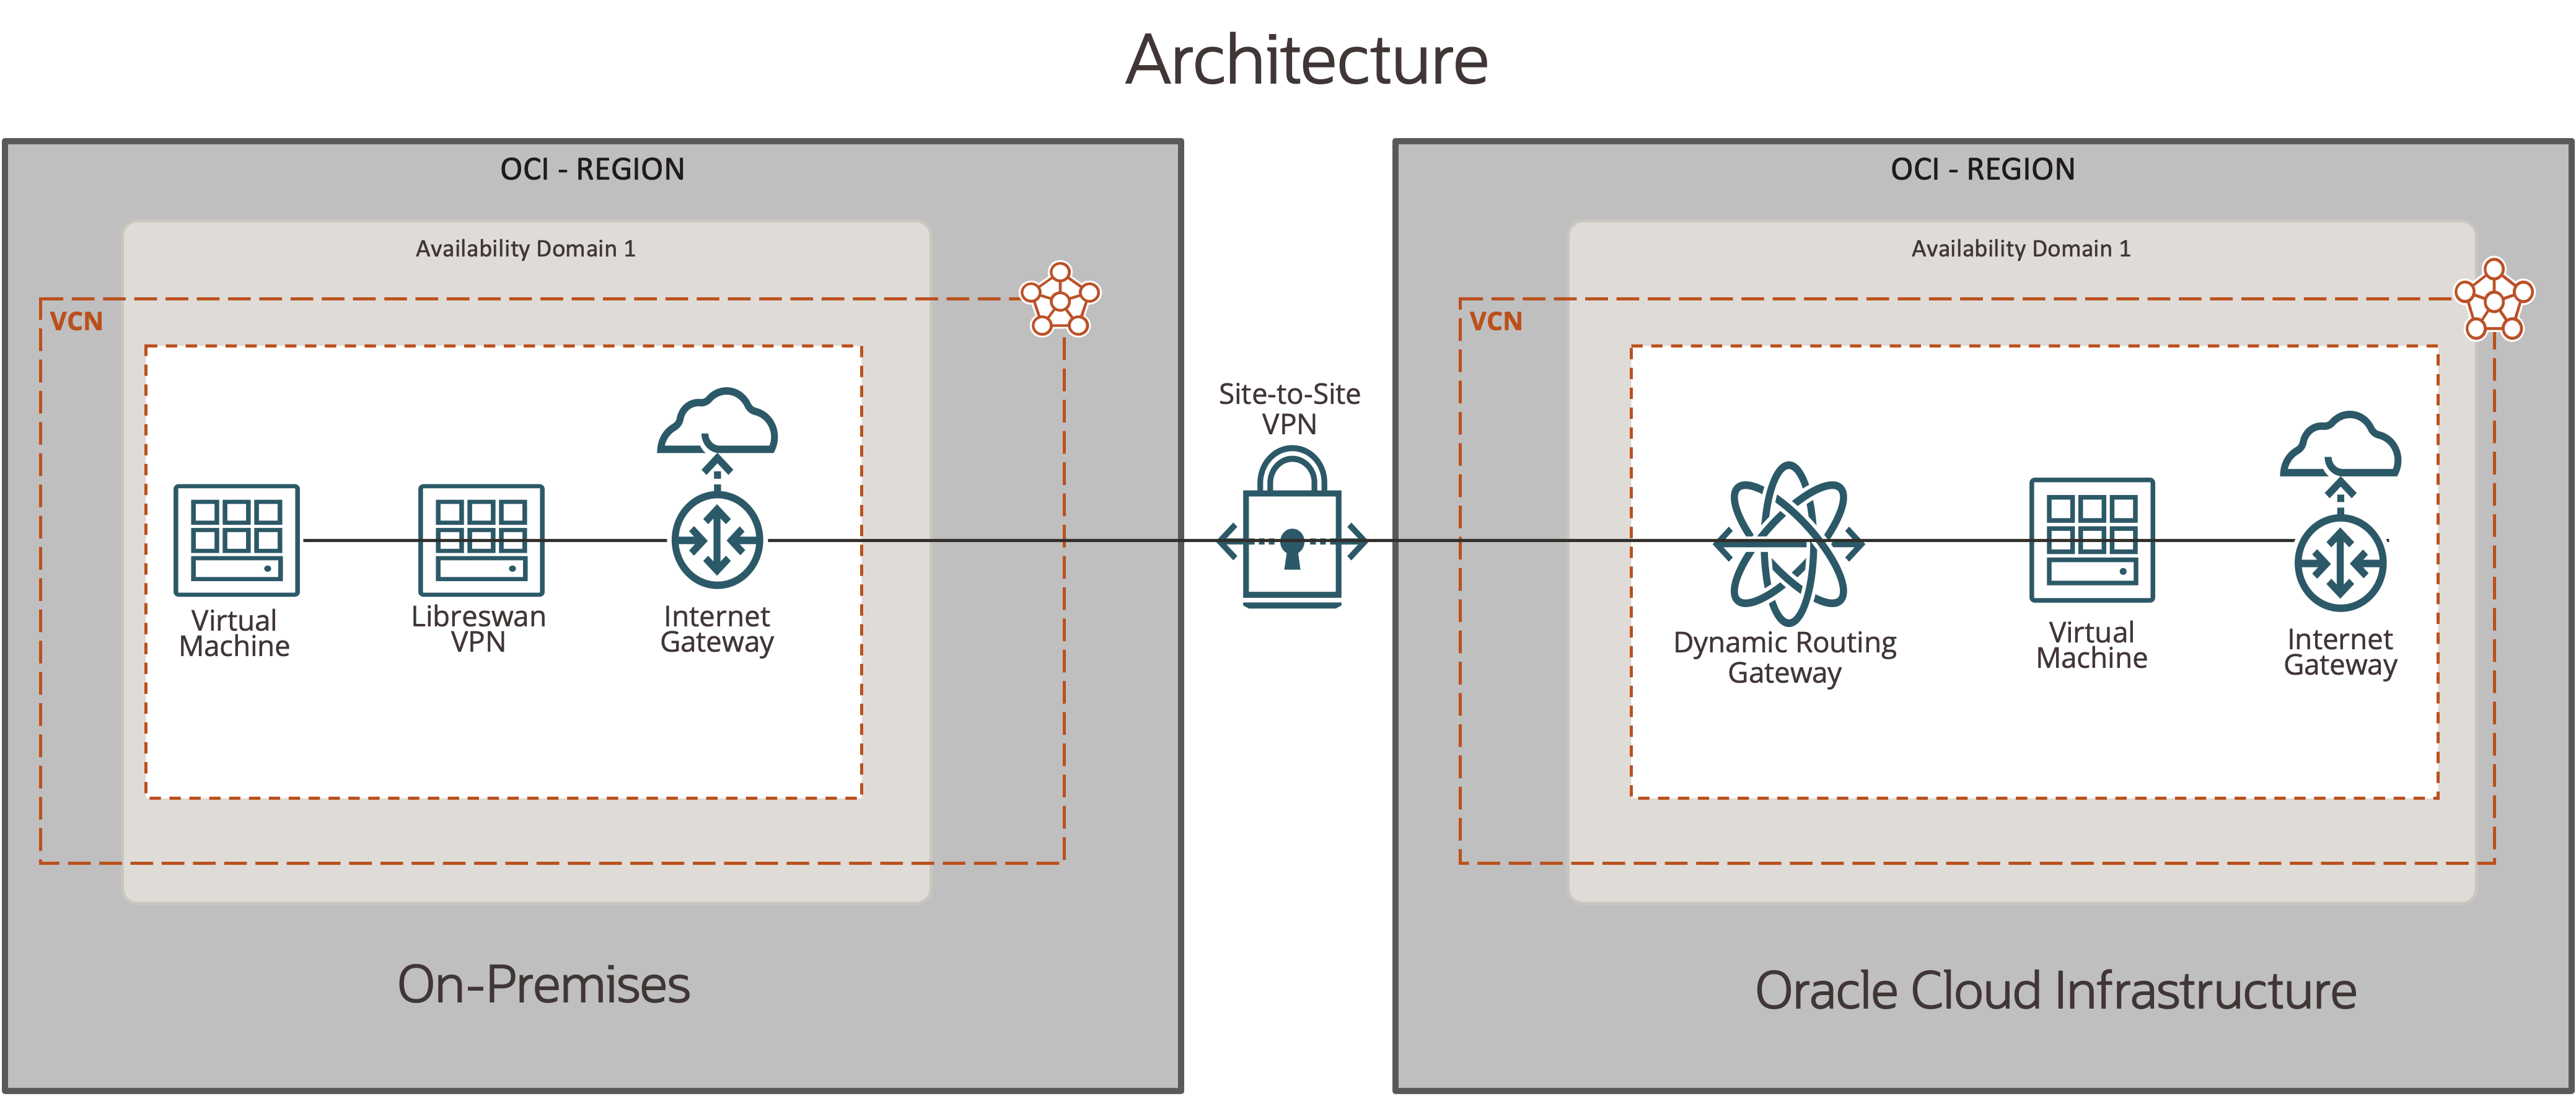 Architecture
OCI - REGION
Availability Domain 1
VCN
Virtual
Machine
Libreswan
VPN
Internet
Gateway
On-Premises
Site-to-Site
VPN
OCI - REGION
Availability Domain 1
VCN
Dynamic Routing
Gateway
Virtual
Machine
Internet
Gateway
Oracle Cloud Infrastructure